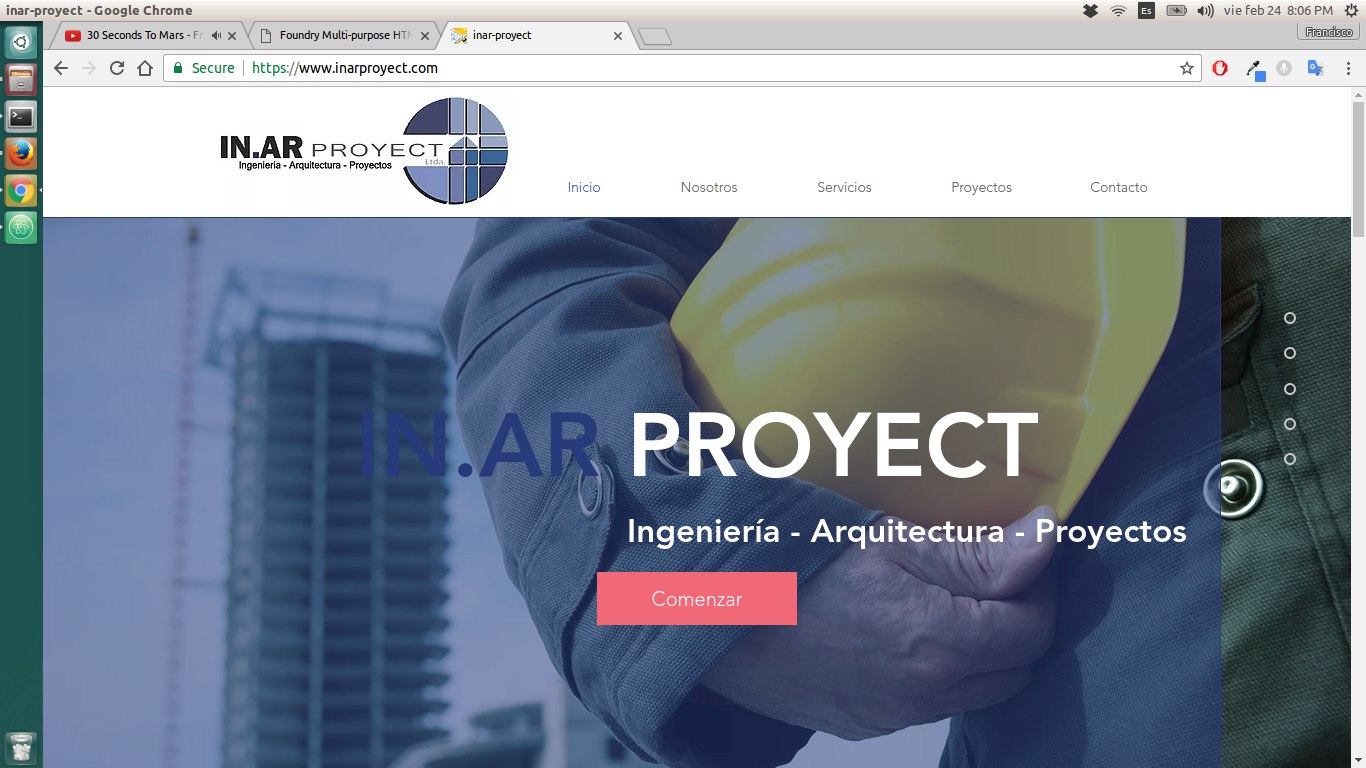 inar-proyect - Google Chrome
Es
vie feb 24 8:06 PM
30 Seconds To Mars - Fr
Foundry Multi-purpose HTM
inar-proyect
Francisco
Secure
https://www.inarproyect.com
IN.AR PROYECT
Ltda.
Ingenieria - Arquitectura - Proyectos
Inicio
Nosotros
Servicios
Proyectos
Contacto
IN.AR PROYECT
Ingeniería - Arquitectura - Proyectos
Comenzar